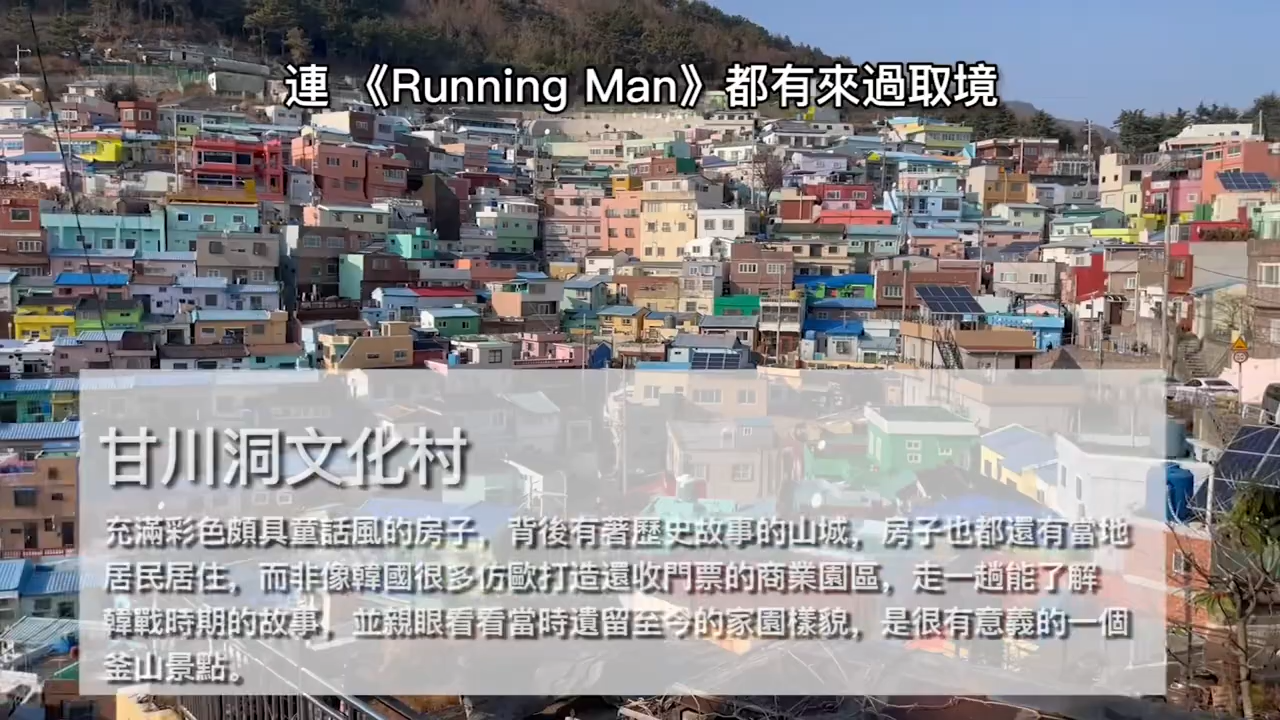 連《Running Man》都有來過取境
甘川洞文化村
充滿彩色頗具童話風的房子，背後有著歷史故事的山城，房子也都還有當地
居民居住，而非像韓國很多仿歐打造還收門票的商業園區，走一趟能了解
韓戰時期的故事，並親眼看看當時遺留至今的家園樣貌，是很有意義的一個
釜山景點。